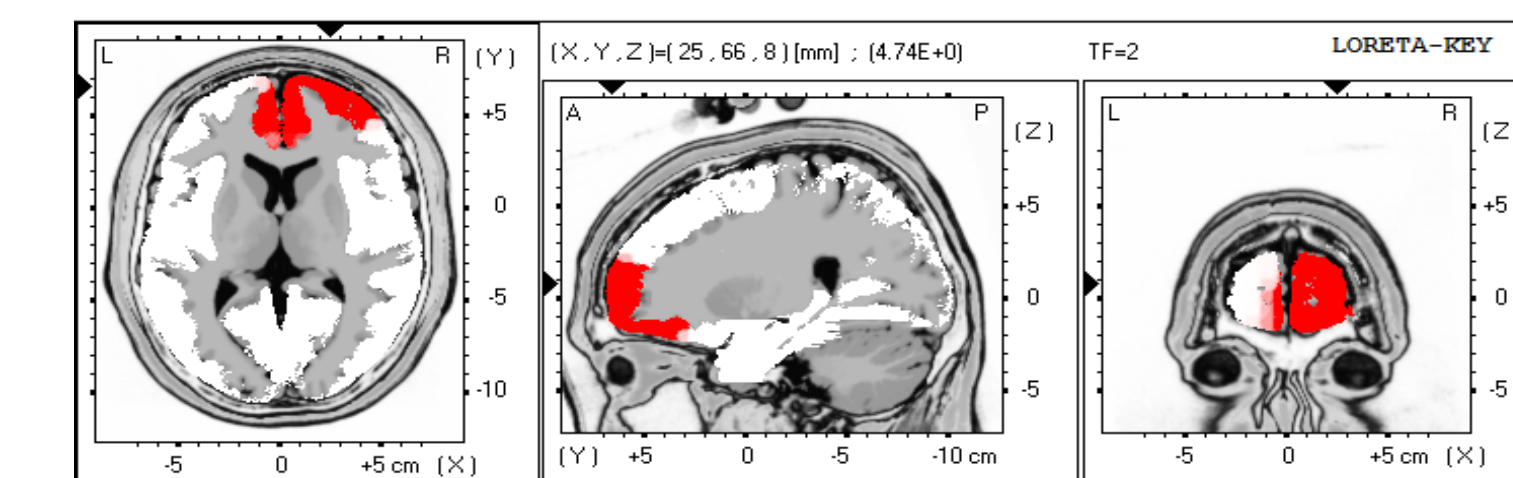 (X,Y,Z)=(25,66,8)[mm] ; (4.74E+0) TF=2 LORETA-KEY
L R (Y)
+5
0
-5
-10
-5 0 +5 cm (X)
A P (Z)
+5
0
-5
(Y) +5 0 -5 -10 cm
L R (Z
+5
0
-5
-5 0 +5 cm (X)